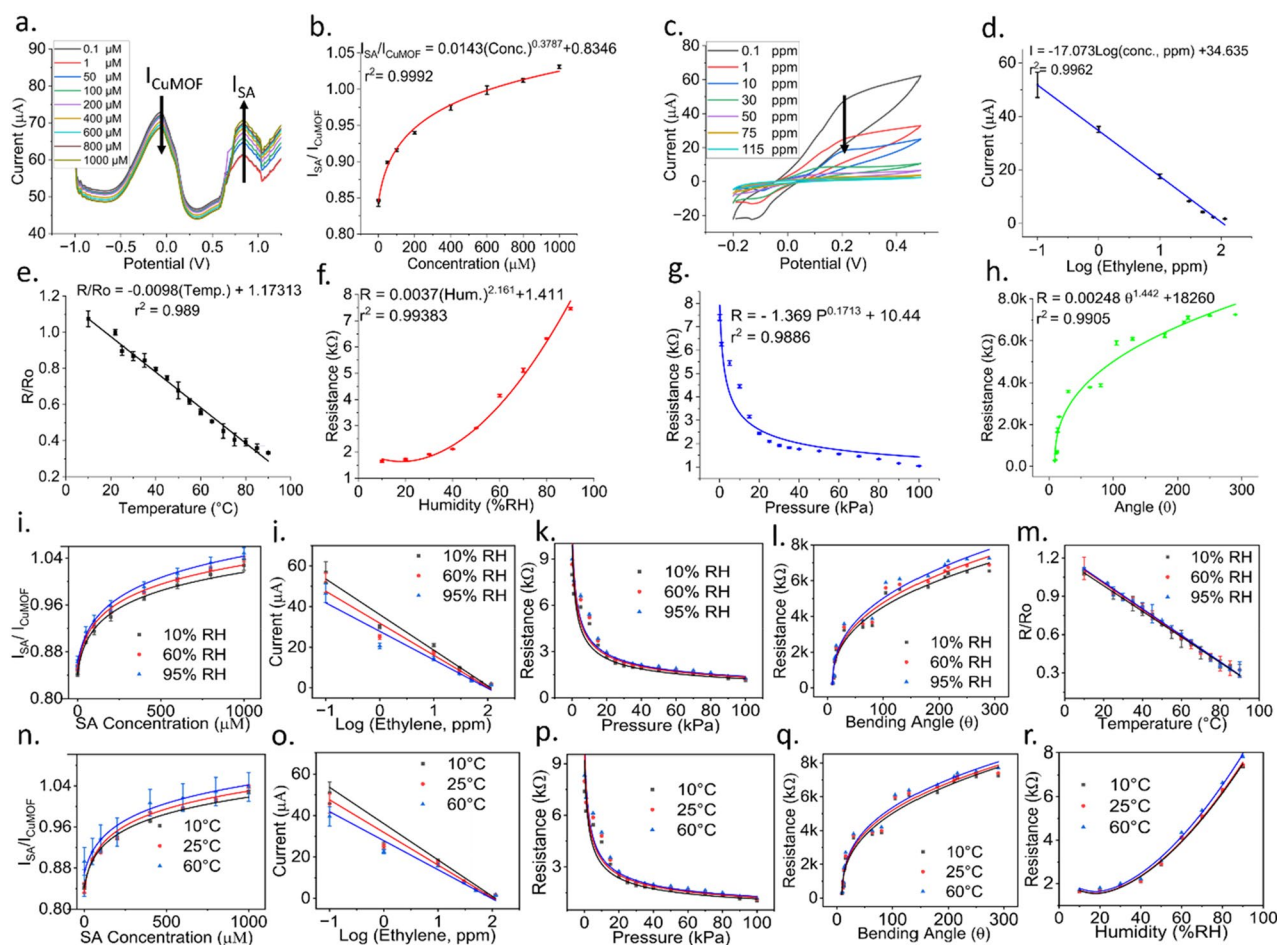 a.
0.1 µM
1 µM
50 µM
100 µM
200 µM
400 µM
600 µM
800 µM
1000 µM
I_CuMOF
I_SA
90
80
70
60
50
40
Current (µA)
−1.0 −0.5 0.0 0.5 1.0
Potential (V)
b.
I_SA/I_CuMOF = 0.0143(Conc.)^0.3787+0.8346
r² = 0.9992
1.05
1.00
0.95
0.90
0.85
0.80
I_SA/ I_CuMOF
0 200 400 600 800 1000
Concentration (µM)
c.
0.1 ppm
1 ppm
10 ppm
30 ppm
50 ppm
75 ppm
115 ppm
100
80
60
40
20
0
−20
Current (µA)
−0.2 0.0 0.2 0.4
Potential (V)
d.
I = -17.073Log(conc., ppm) +34.635
r²= 0.9962
60
40
20
0
Current (µA)
−1 0 1 2
Log (Ethylene, ppm)
e.
R/Ro = -0.0098(Temp.) + 1.17313
r² = 0.989
1.2
1.0
0.8
0.6
0.4
0.2
R/Ro
0 20 40 60 80 100
Temperature (°C)
f.
R = 0.0037(Hum.)^2.161+1.411
r² = 0.99383
8
7
6
5
4
3
2
1
Resistance (kΩ)
0 20 40 60 80 100
Humidity (%RH)
g.
R = - 1.369 P^0.1713 + 10.44
r² = 0.9886
8
7
6
5
4
3
2
1
Resistance (kΩ)
0 20 40 60 80 100
Pressure (kPa)
h.
R = 0.00248 θ^1.442 +18260
r² = 0.9905
8.0k
6.0k
4.0k
2.0k
0.0
Resistance (kΩ)
0 100 200 300
Angle (θ)
i.
10% RH
60% RH
95% RH
1.04
0.96
0.88
0.80
I_SA/ I_CuMOF
0 500 1000
SA Concentration (µM)
j.
10% RH
60% RH
95% RH
60
40
20
0
Current (µA)
−1 0 1 2
Log (Ethylene, ppm)
k.
10% RH
60% RH
95% RH
9
6
3
Resistance (kΩ)
0 20 40 60 80 100
Pressure (kPa)
l.
10% RH
60% RH
95% RH
8k
6k
4k
2k
0
Resistance (kΩ)
0 100 200 300
Bending Angle (θ)
m.
10% RH
60% RH
95% RH
1.2
0.9
0.6
0.3
R/Ro
0 20 40 60 80 100
Temperature (°C)
n.
10°C
25°C
60°C
1.04
0.96
0.88
0.80
I_SA/I_CuMOF
0 500 1000
SA Concentration (µM)
o.
10°C
25°C
60°C
60
40
20
0
Current (µA)
−1 0 1 2
Log (Ethylene, ppm)
p.
10°C
25°C
60°C
9
6
3
Resistance (kΩ)
0 20 40 60 80 100
Pressure (kPa)
q.
10°C
25°C
60°C
8k
6k
4k
2k
0
Resistance (kΩ)
0 100 200 300
Bending Angle (θ)
r.
10°C
25°C
60°C
8
6
4
2
Resistance (kΩ)
0 20 40 60 80 100
Humidity (%RH)